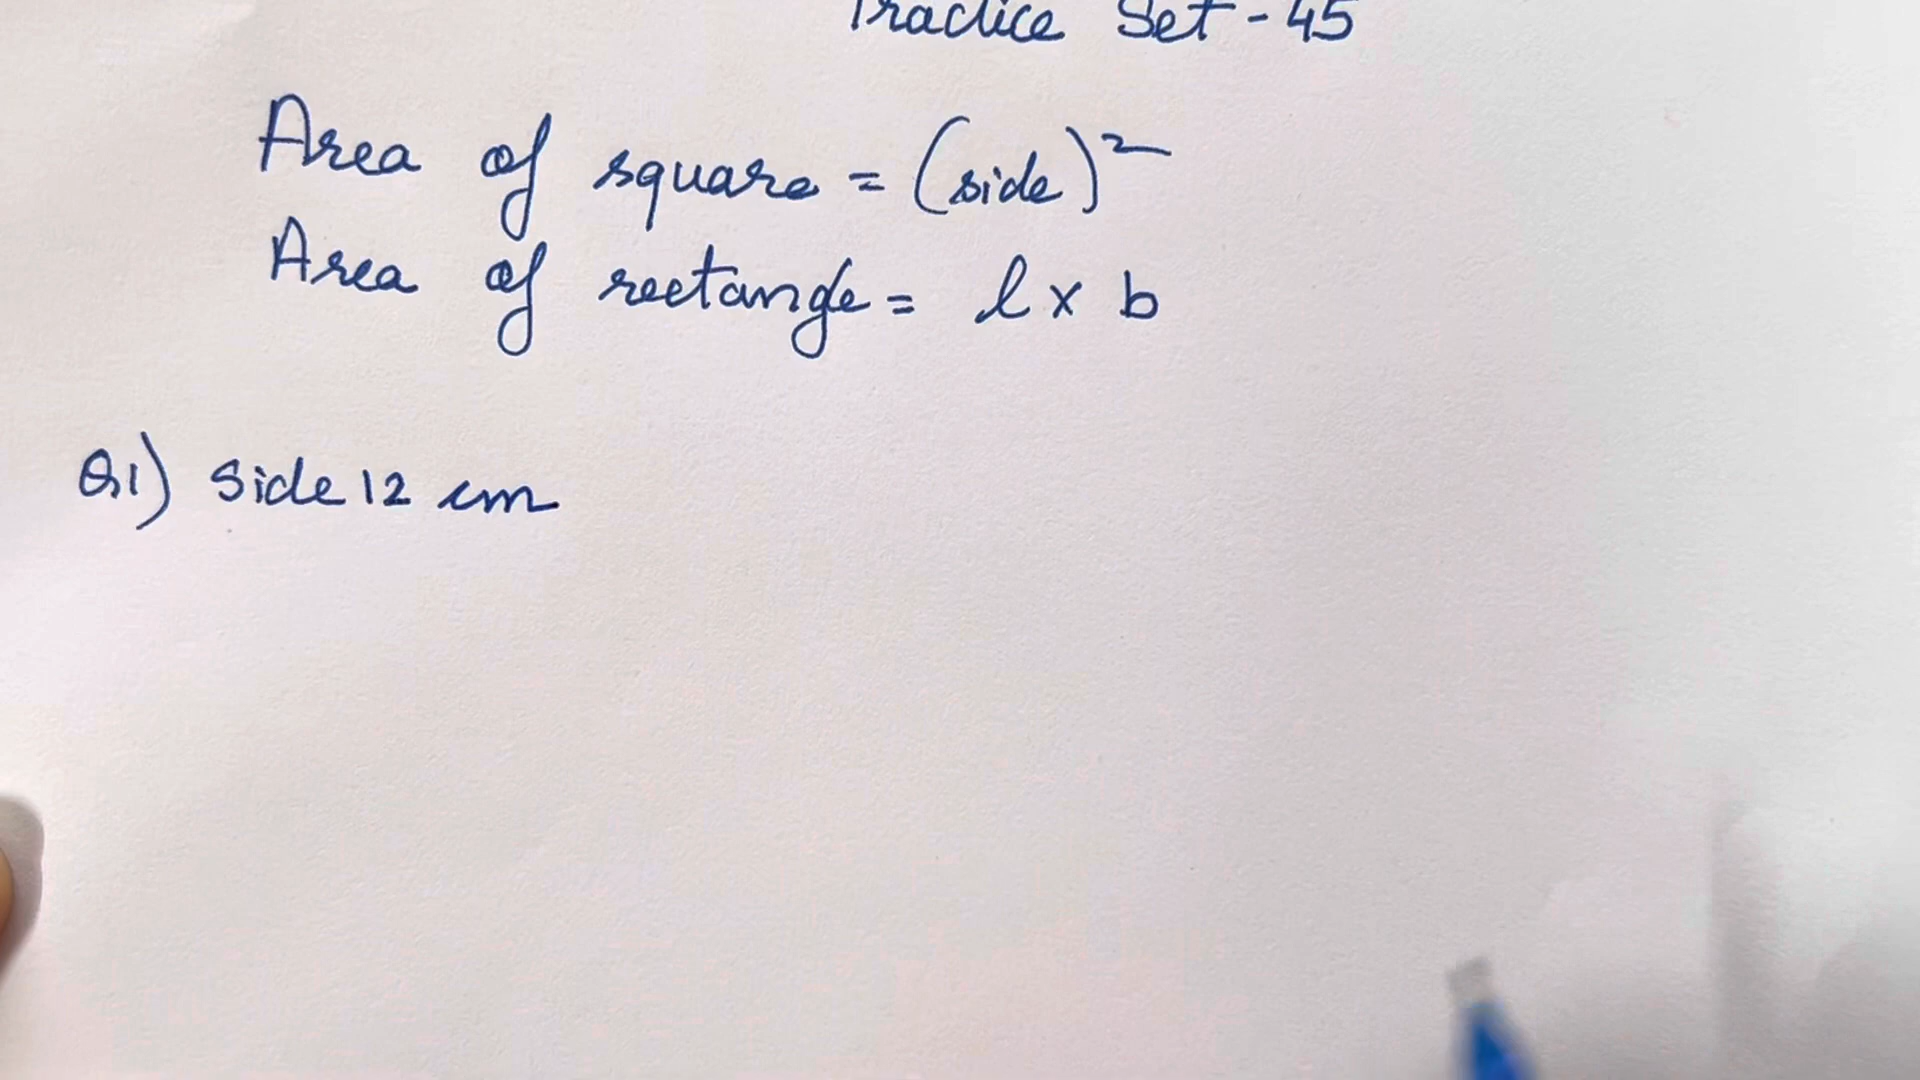 Practice Set - 45
Area of square = (side)²
Area of rectangle = l x b
Q1) Side 12 cm